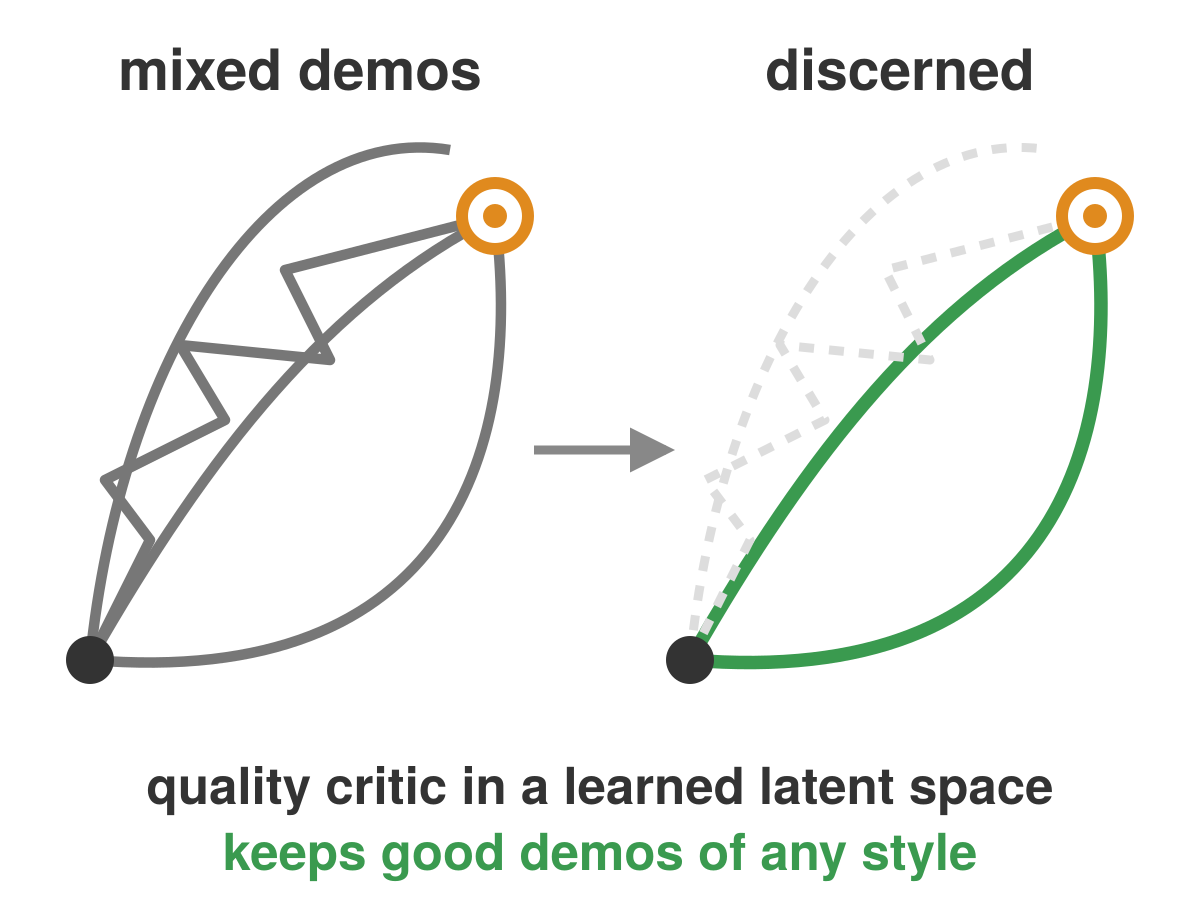 mixed demos
discerned
quality critic in a learned latent space
keeps good demos of any style